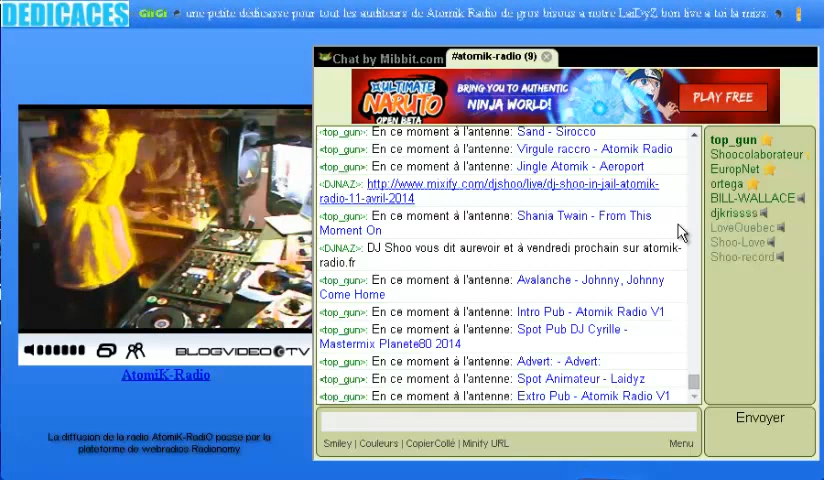 DEDICACES GirGi une petite dédicasse pour tout les auditeurs de Atomik Radio de gros bisous a notre LaiDyZ bon live a toi la miss.
Chat by Mibbit.com #atomik-radio (9)
ULTIMATE
NARUTO
OPEN BETA
BRING YOU TO AUTHENTIC
NINJA WORLD!
PLAY FREE
<top_gun>: En ce moment à l'antenne: Sand - Sirocco
<top_gun>: En ce moment à l'antenne: Virgule raccro - Atomik Radio
<top_gun>: En ce moment à l'antenne: Jingle Atomik - Aeroport
<DJNAZ>: http://www.mixify.com/djshoo/live/dj-shoo-in-jail-atomik-
radio-11-avril-2014
<top_gun>: En ce moment à l'antenne: Shania Twain - From This
Moment On
<DJNAZ>: DJ Shoo vous dit aurevoir et à vendredi prochain sur atomik-
radio.fr
<top_gun>: En ce moment à l'antenne: Avalanche - Johnny, Johnny
Come Home
<top_gun>: En ce moment à l'antenne: Intro Pub - Atomik Radio V1
<top_gun>: En ce moment à l'antenne: Spot Pub DJ Cyrille -
Mastermix Planete80 2014
<top_gun>: En ce moment à l'antenne: Advert: - Advert:
<top_gun>: En ce moment à l'antenne: Spot Animateur - Laidyz
<top_gun>: En ce moment à l'antenne: Extro Pub - Atomik Radio V1
top_gun
Shoocolaborateur
EuropNet
ortega
BILL-WALLACE
djkrissss
LoveQuebec
Shoo-Love
Shoo-record
Envoyer
Smiley | Couleurs | CopierCollé | Minify URL
Menu
BLOGVIDEO TV
AtomiK-Radio
La diffusion de la radio AtomiK-RadiO passe par la
plateforme de webradios Radionomy.